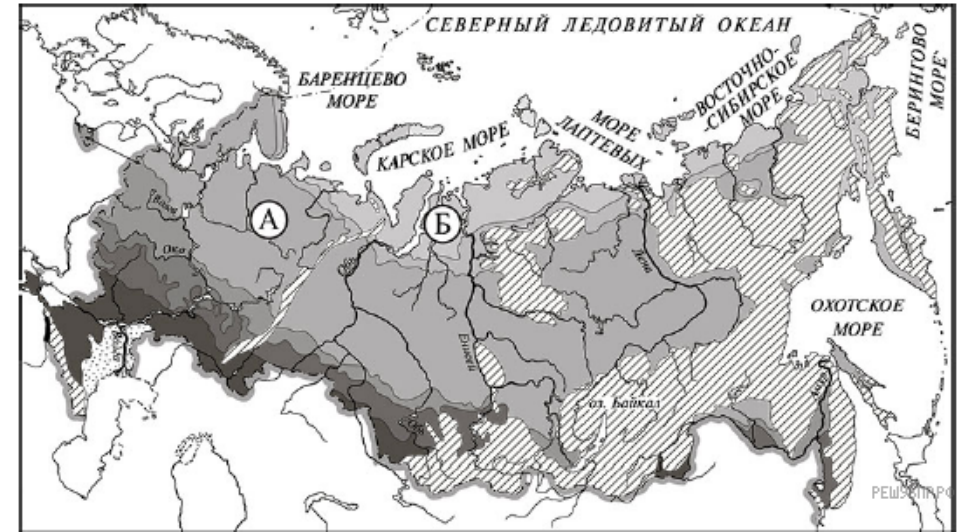 СЕВЕРНЫЙ ЛЕДОВИТЫЙ ОКЕАН
БАРЕНЦЕВО
МОРЕ
КАРСКОЕ МОРЕ
МОРЕ
ЛАПТЕВЫХ
ВОСТОЧНО-
-СИБИРСКОЕ
МОРЕ
БЕРИНГОВО
МОРЕ
А
Б
Ока
Лена
Енисей
оз. Байкал
Амур
ОХОТСКОЕ
МОРЕ